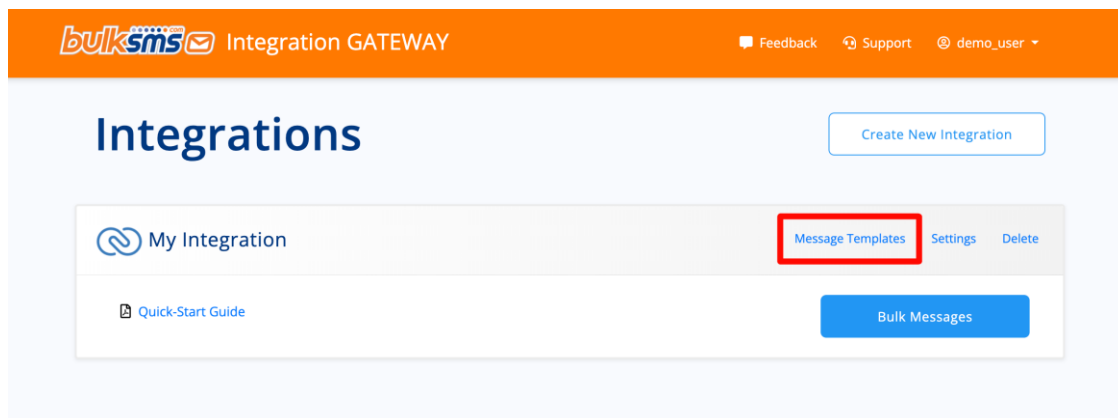 bulksms.com Integration GATEWAY
Feedback Support demo_user
Integrations
Create New Integration
My Integration
Message Templates Settings Delete
Quick-Start Guide
Bulk Messages